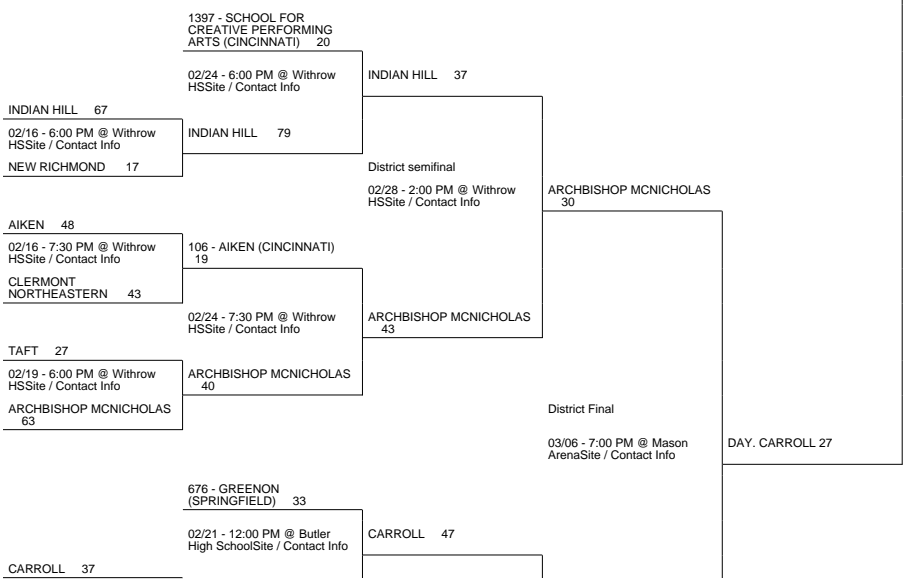 1397 - SCHOOL FOR
CREATIVE PERFORMING
ARTS (CINCINNATI) 20
02/24 - 6:00 PM @ Withrow
HSSite / Contact Info
INDIAN HILL 37
INDIAN HILL 67
02/16 - 6:00 PM @ Withrow
HSSite / Contact Info
INDIAN HILL 79
NEW RICHMOND 17
District semifinal
02/28 - 2:00 PM @ Withrow
HSSite / Contact Info
ARCHBISHOP MCNICHOLAS
30
AIKEN 48
02/16 - 7:30 PM @ Withrow
HSSite / Contact Info
106 - AIKEN (CINCINNATI)
19
CLERMONT
NORTHEASTERN 43
02/24 - 7:30 PM @ Withrow
HSSite / Contact Info
ARCHBISHOP MCNICHOLAS
43
TAFT 27
02/19 - 6:00 PM @ Withrow
HSSite / Contact Info
ARCHBISHOP MCNICHOLAS
40
ARCHBISHOP MCNICHOLAS
63
District Final
03/06 - 7:00 PM @ Mason
ArenaSite / Contact Info
DAY. CARROLL 27
676 - GREENON
(SPRINGFIELD) 33
02/21 - 12:00 PM @ Butler
High SchoolSite / Contact Info
CARROLL 47
CARROLL 37